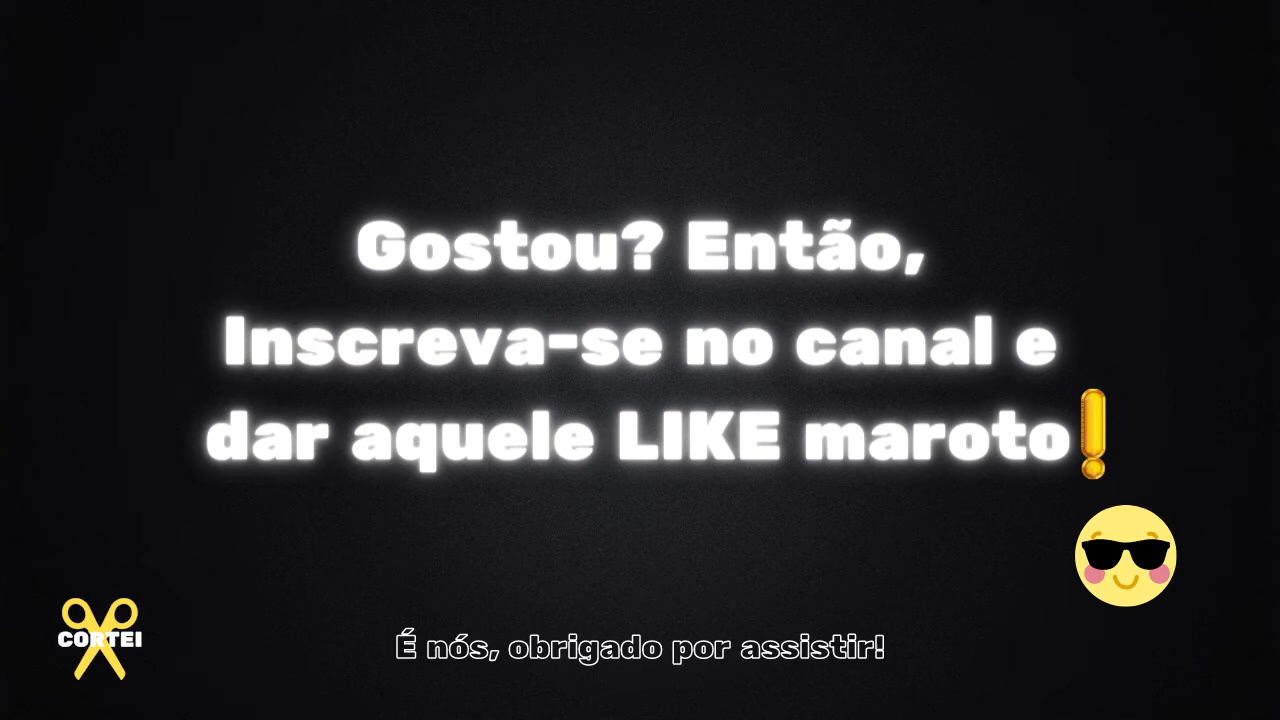 Gostou? Então,
Inscreva-se no canal e
dar aquele LIKE maroto!
CORTEI
É nós, obrigado por assistir!